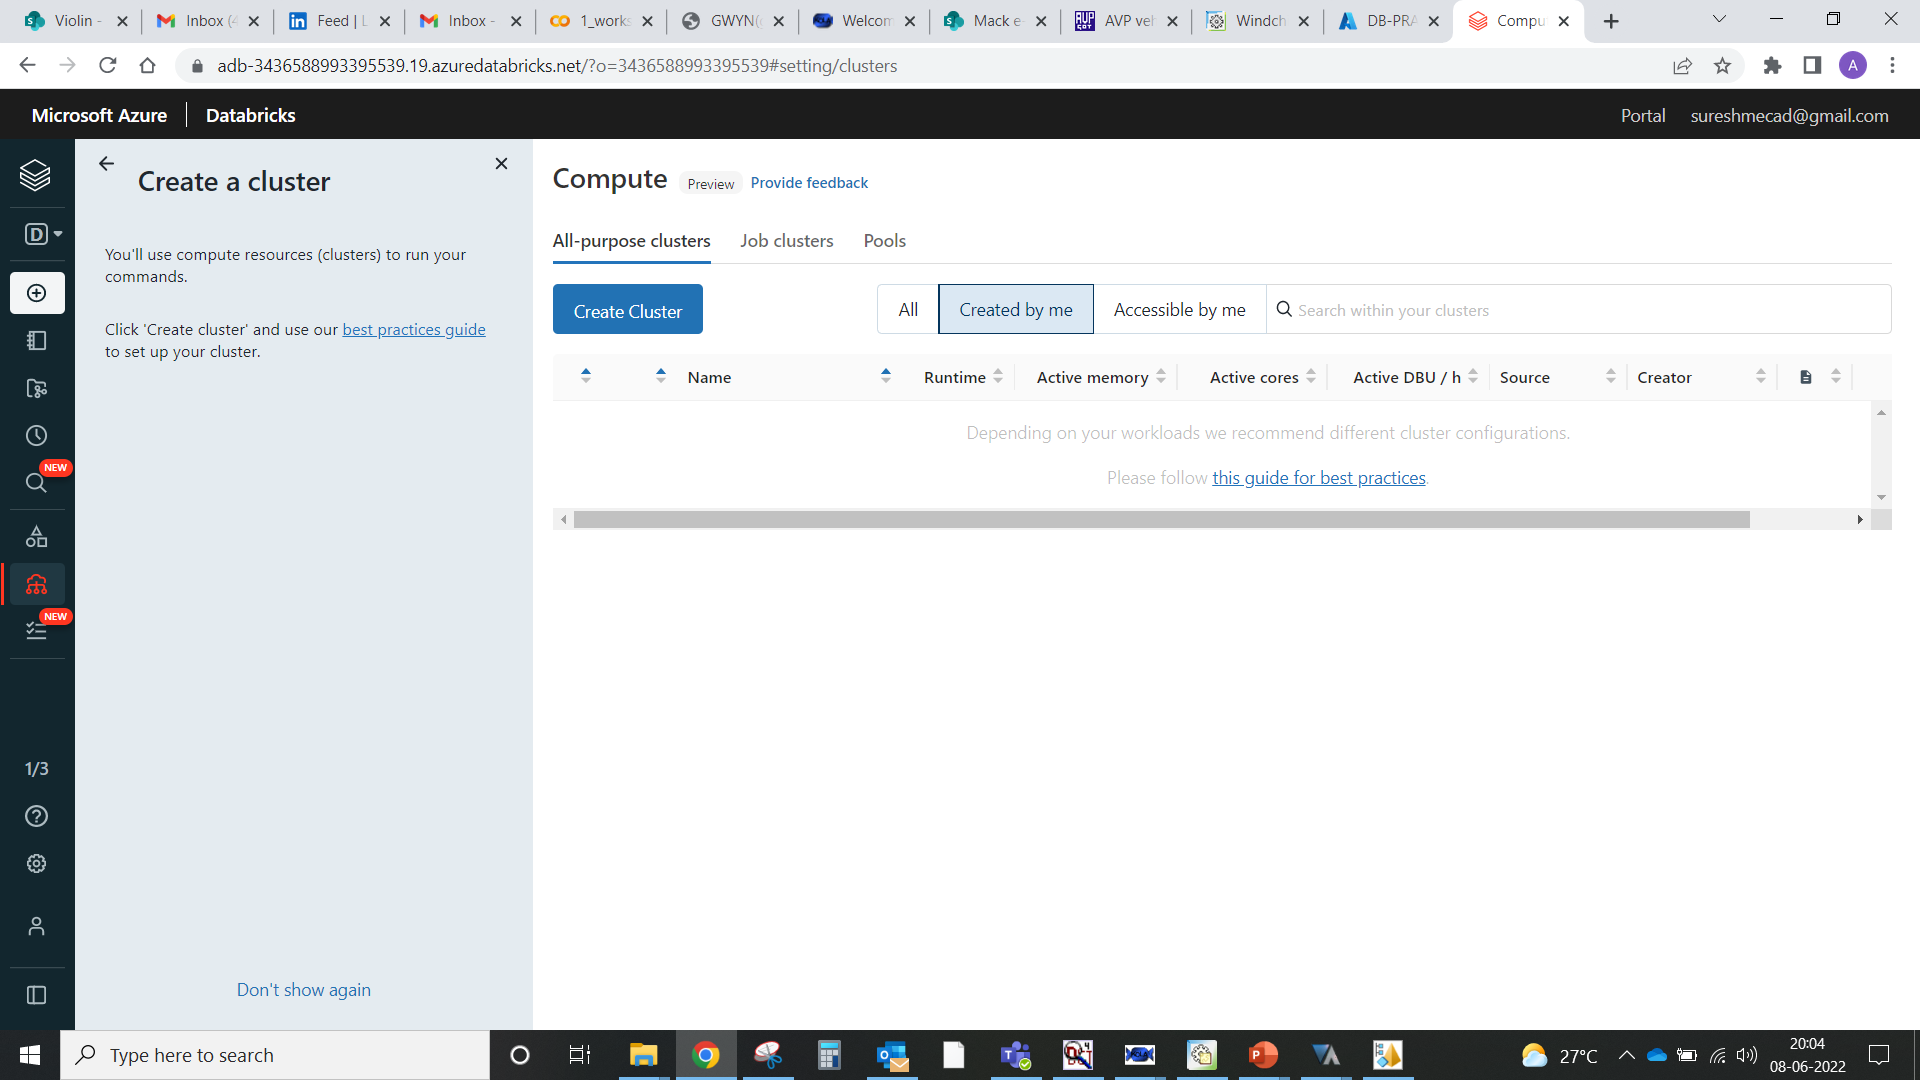 Violin -
Inbox (4
Feed | L
Inbox -
1_works
GWYN(
Welcom
Mack e-
AVP veh
Windch
DB-PRA
Compu
adb-3436588993395539.19.azuredatabricks.net/?o=3436588993395539#setting/clusters
A
Microsoft Azure
Databricks
Portal
sureshmecad@gmail.com
D
NEW
NEW
1/3
Create a cluster
You'll use compute resources (clusters) to run your
commands.
Click 'Create cluster' and use our best practices guide
to set up your cluster.
Don't show again
Compute
Preview
Provide feedback
All-purpose clusters
Job clusters
Pools
Create Cluster
All
Created by me
Accessible by me
Search within your clusters
Name
Runtime
Active memory
Active cores
Active DBU / h
Source
Creator
Depending on your workloads we recommend different cluster configurations.
Please follow this guide for best practices.
Type here to search
27°C
20:04
08-06-2022